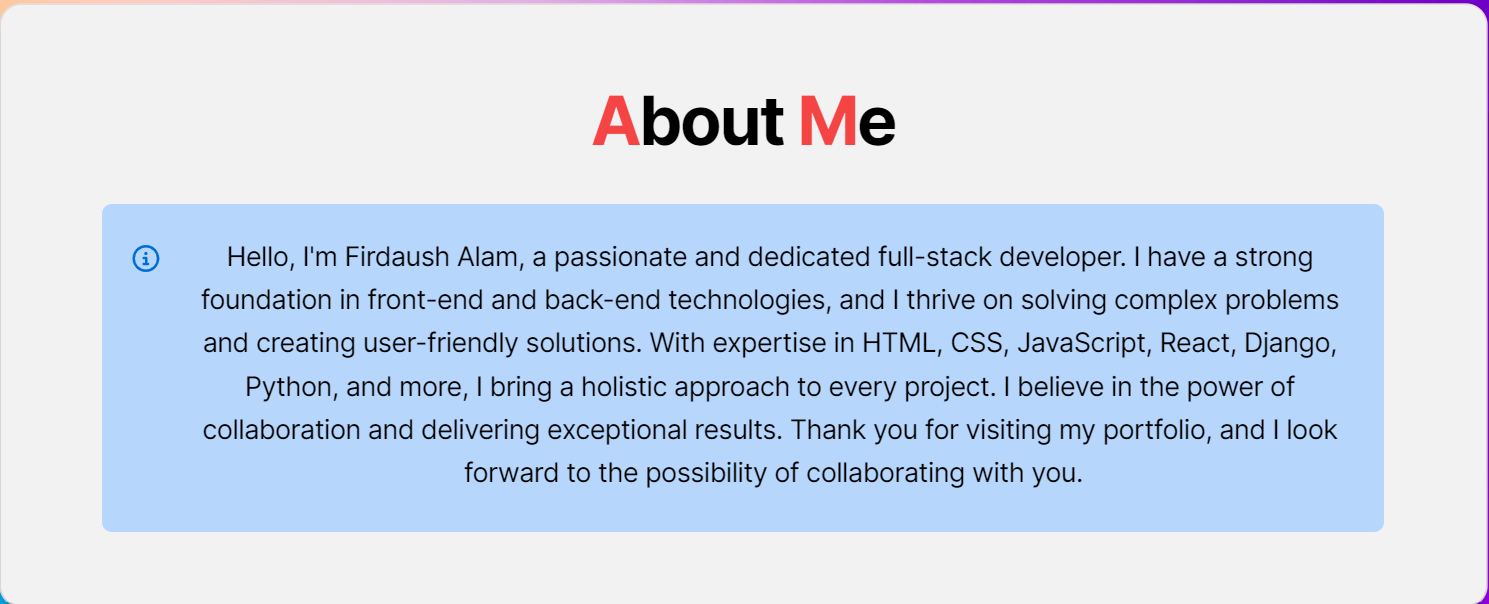 About Me
Hello, I'm Firdaush Alam, a passionate and dedicated full-stack developer. I have a strong
foundation in front-end and back-end technologies, and I thrive on solving complex problems
and creating user-friendly solutions. With expertise in HTML, CSS, JavaScript, React, Django,
Python, and more, I bring a holistic approach to every project. I believe in the power of
collaboration and delivering exceptional results. Thank you for visiting my portfolio, and I look
forward to the possibility of collaborating with you.